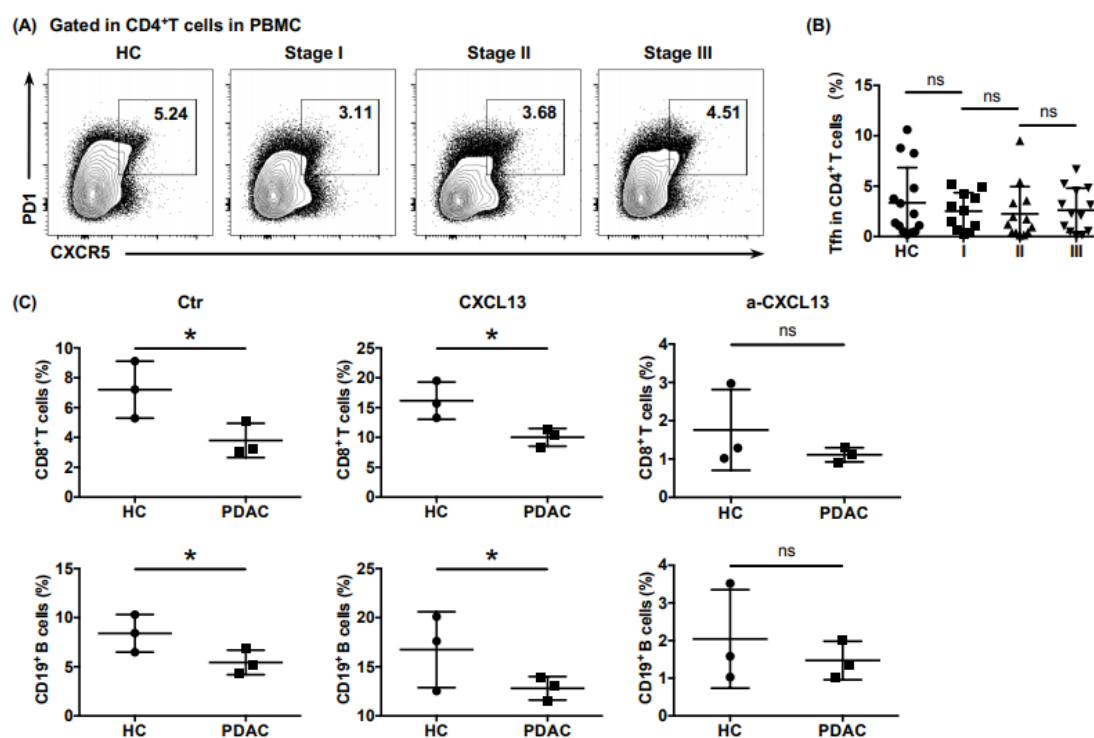 (A) Gated in CD4⁺T cells in PBMC
HC Stage I Stage II Stage III
5.24 3.11 3.68 4.51
PD1
CXCR5
(B)
Tfh in CD4⁺T cells (%)
ns
ns
ns
15
10
5
0
HC I II III
(C)
Ctr CXCL13 a-CXCL13
CD8⁺ T cells (%)
*
10
8
6
4
2
0
HC PDAC
CD8⁺ T cells (%)
*
25
20
15
10
5
0
HC PDAC
CD8⁺ T cells (%)
ns
4
3
2
1
0
HC PDAC
CD19⁺ B cells (%)
*
15
10
5
0
HC PDAC
CD19⁺ B cells (%)
*
25
20
15
10
HC PDAC
CD19⁺ B cells (%)
ns
4
3
2
1
0
HC PDAC